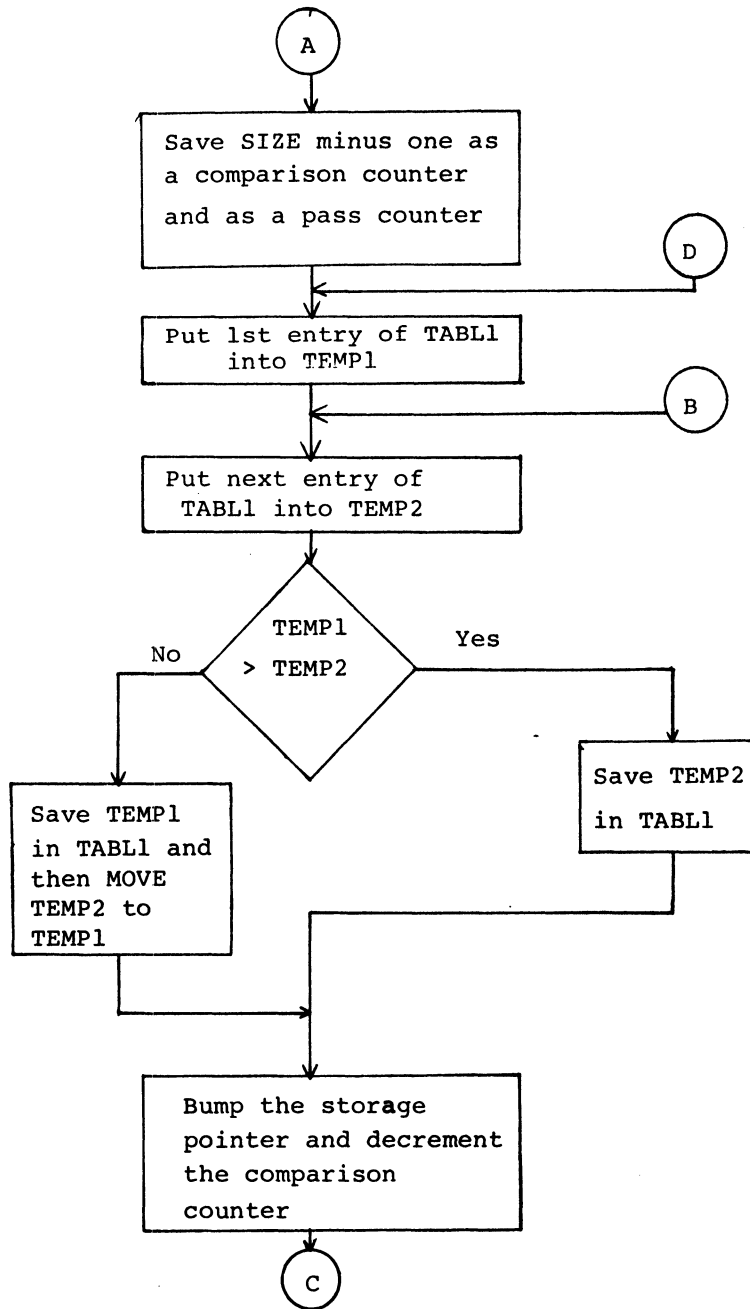 A
Save SIZE minus one as
a comparison counter
and as a pass counter
D
Put 1st entry of TABL1
into TEMP1
B
Put next entry of
TABL1 into TEMP2
TEMP1
> TEMP2
No
Yes
Save TEMP1
in TABL1 and
then MOVE
TEMP2 to
TEMP1
Save TEMP2
in TABL1
Bump the storage
pointer and decrement
the comparison
counter
C